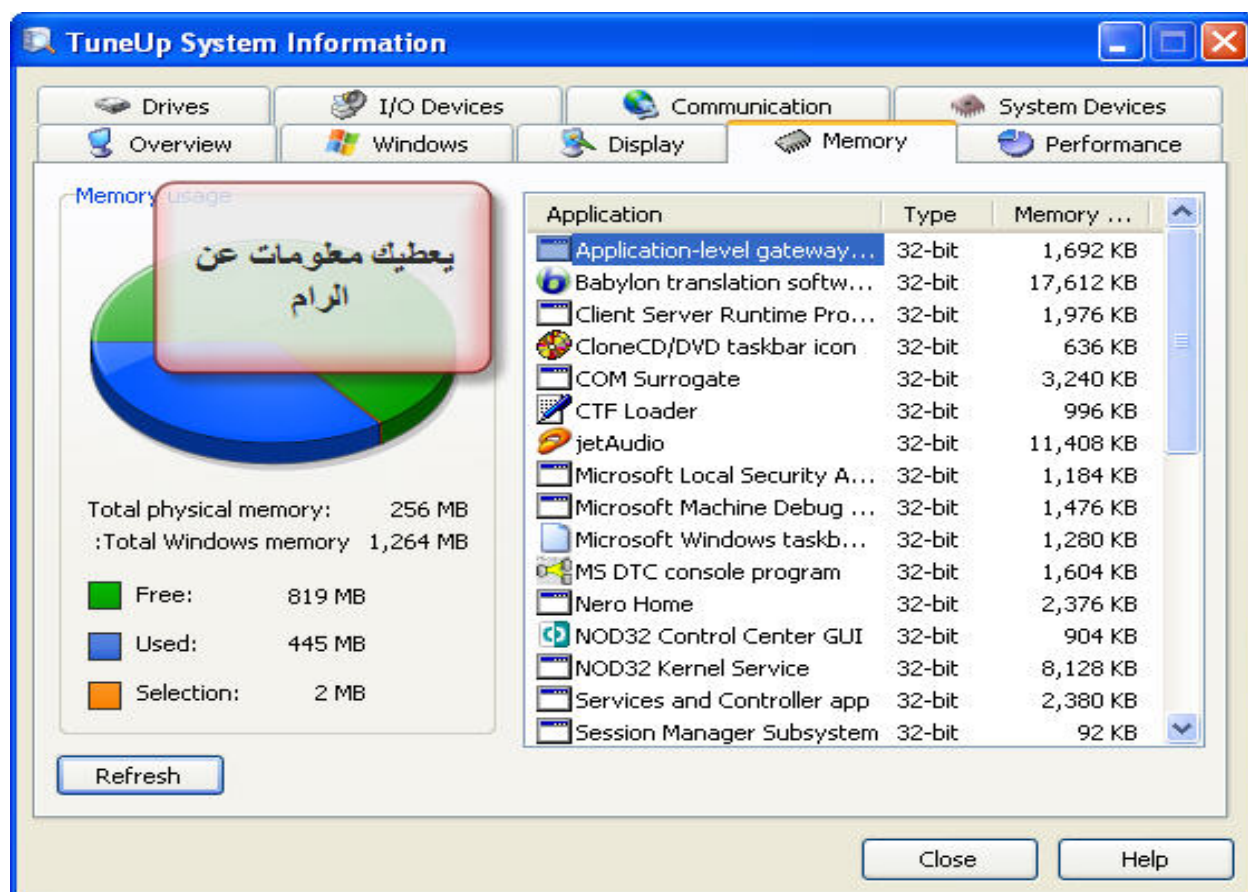 TuneUp System Information
Drives
I/O Devices
Communication
System Devices
Overview
Windows
Display
Memory
Performance
Memory usage
يعطيك معلومات عن
الرام
Total physical memory: 256 MB
:Total Windows memory 1,264 MB
Free: 819 MB
Used: 445 MB
Selection: 2 MB
Refresh
Application Type Memory ...
Application-level gateway... 32-bit 1,692 KB
Babylon translation softw... 32-bit 17,612 KB
Client Server Runtime Pro... 32-bit 1,976 KB
CloneCD/DVD taskbar icon 32-bit 636 KB
COM Surrogate 32-bit 3,240 KB
CTF Loader 32-bit 996 KB
jetAudio 32-bit 11,408 KB
Microsoft Local Security A... 32-bit 1,184 KB
Microsoft Machine Debug ... 32-bit 1,476 KB
Microsoft Windows taskb... 32-bit 1,280 KB
MS DTC console program 32-bit 1,604 KB
Nero Home 32-bit 2,376 KB
NOD32 Control Center GUI 32-bit 904 KB
NOD32 Kernel Service 32-bit 8,128 KB
Services and Controller app 32-bit 2,380 KB
Session Manager Subsystem 32-bit 92 KB
Close
Help